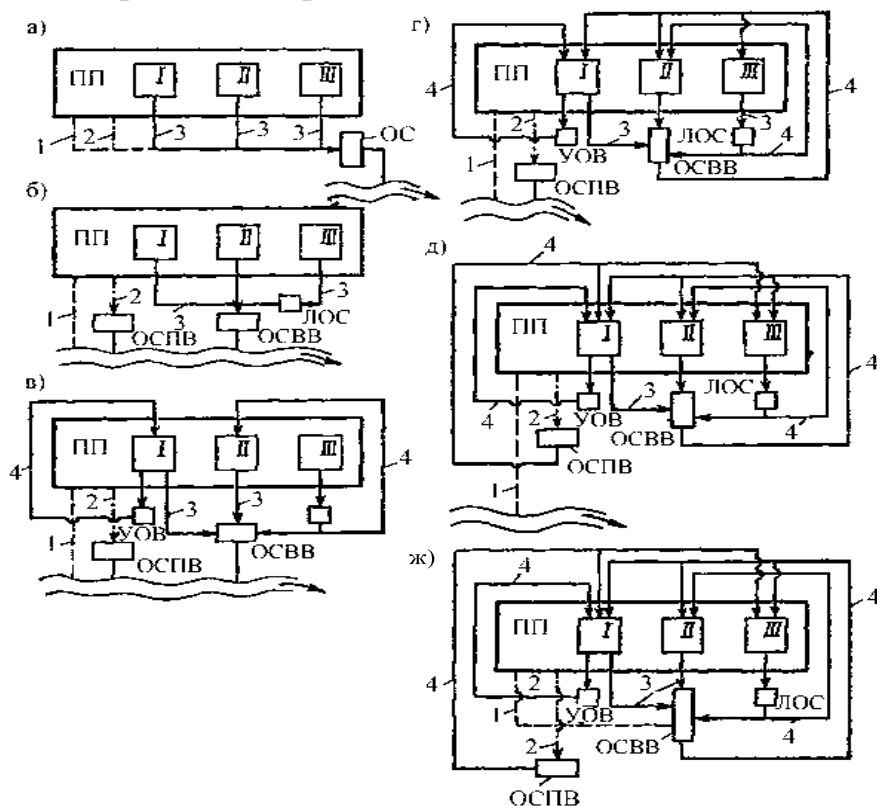 а)
ПП I II III
1 2 3 3 3 ОС
б)
ПП I II III
1 2 3 3
ОСПВ ОСВВ ЛОС
в)
4 ПП I II III 4
1 2 3 3
УОВ
ОСПВ ОСВВ
г)
4 ПП I II III 4
2 3 3 4
1 УОВ ЛОС
ОСВВ
ОСПВ
д)
4 4
ПП I II III
4
2 4 3 ЛОС 4
УОВ ОСВВ
ОСПВ
1
ж)
4 4
ПП I II III
4
2 3
1 УОВ ЛОС
2 ОСВВ 4
ОСПВ